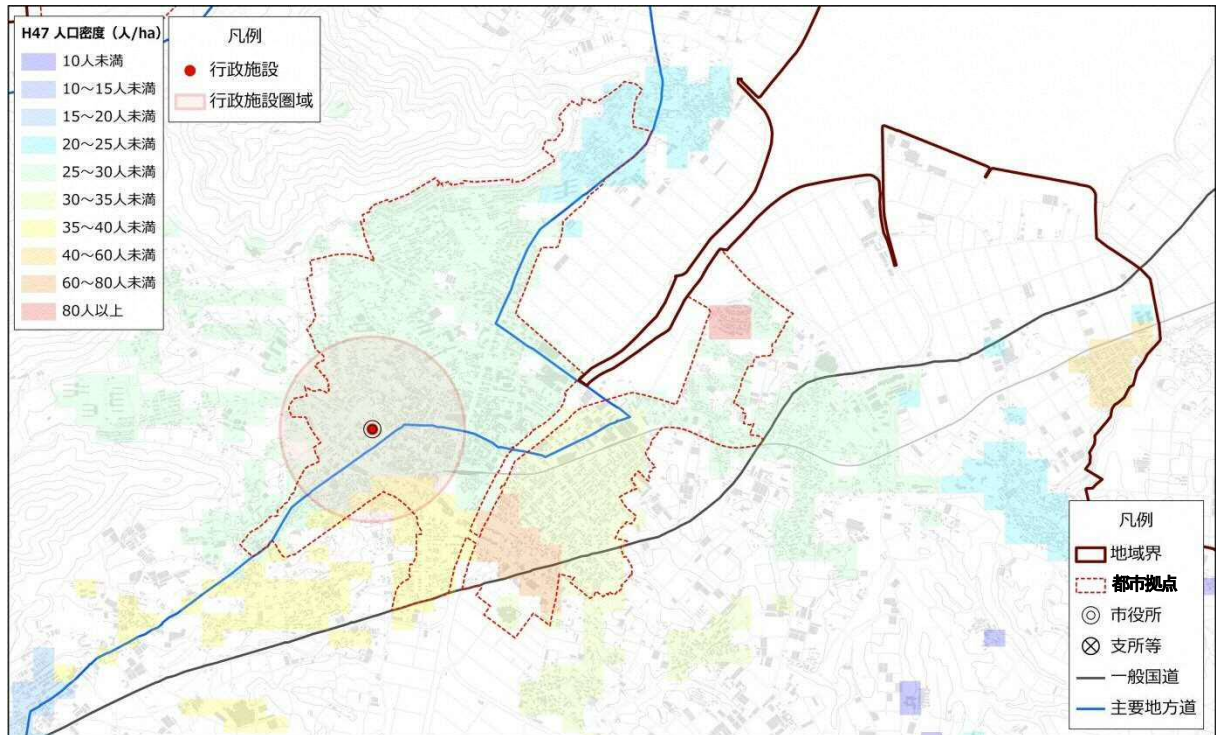 H47 人口密度（人/ha）
10人未満
10～15人未満
15～20人未満
20～25人未満
25～30人未満
30～35人未満
35～40人未満
40～60人未満
60～80人未満
80人以上
凡例
行政施設
行政施設圏域
凡例
地域界
都市拠点
市役所
支所等
一般国道
主要地方道